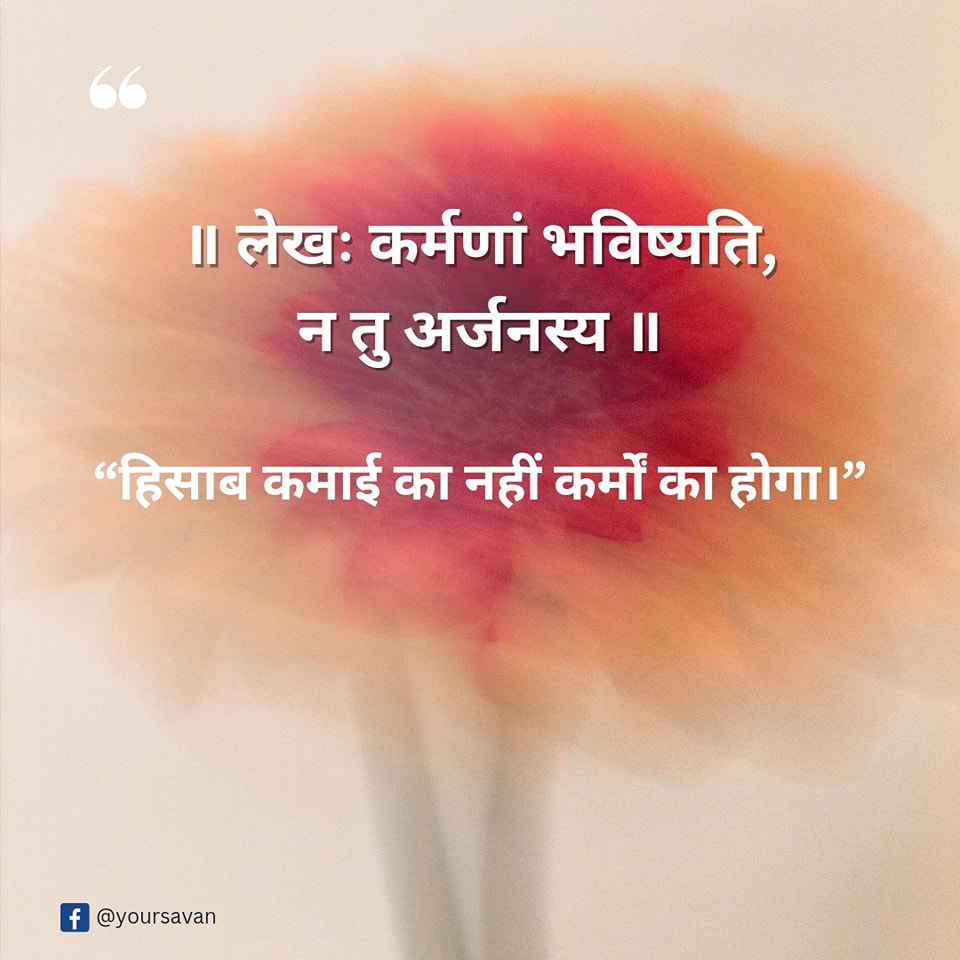 “
॥ लेखः कर्मणां भविष्यति,
न तु अर्जनस्य ॥
“हिसाब कमाई का नहीं कर्मों का होगा।”
@yoursavan